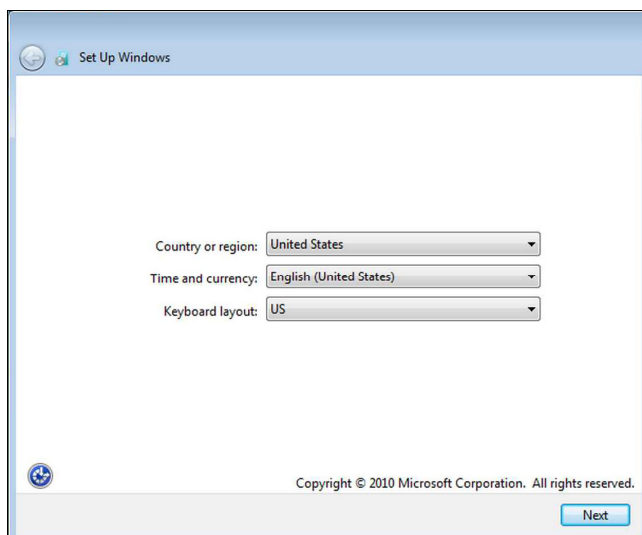 Set Up Windows
Country or region: United States
Time and currency: English (United States)
Keyboard layout: US
Copyright © 2010 Microsoft Corporation. All rights reserved.
Next